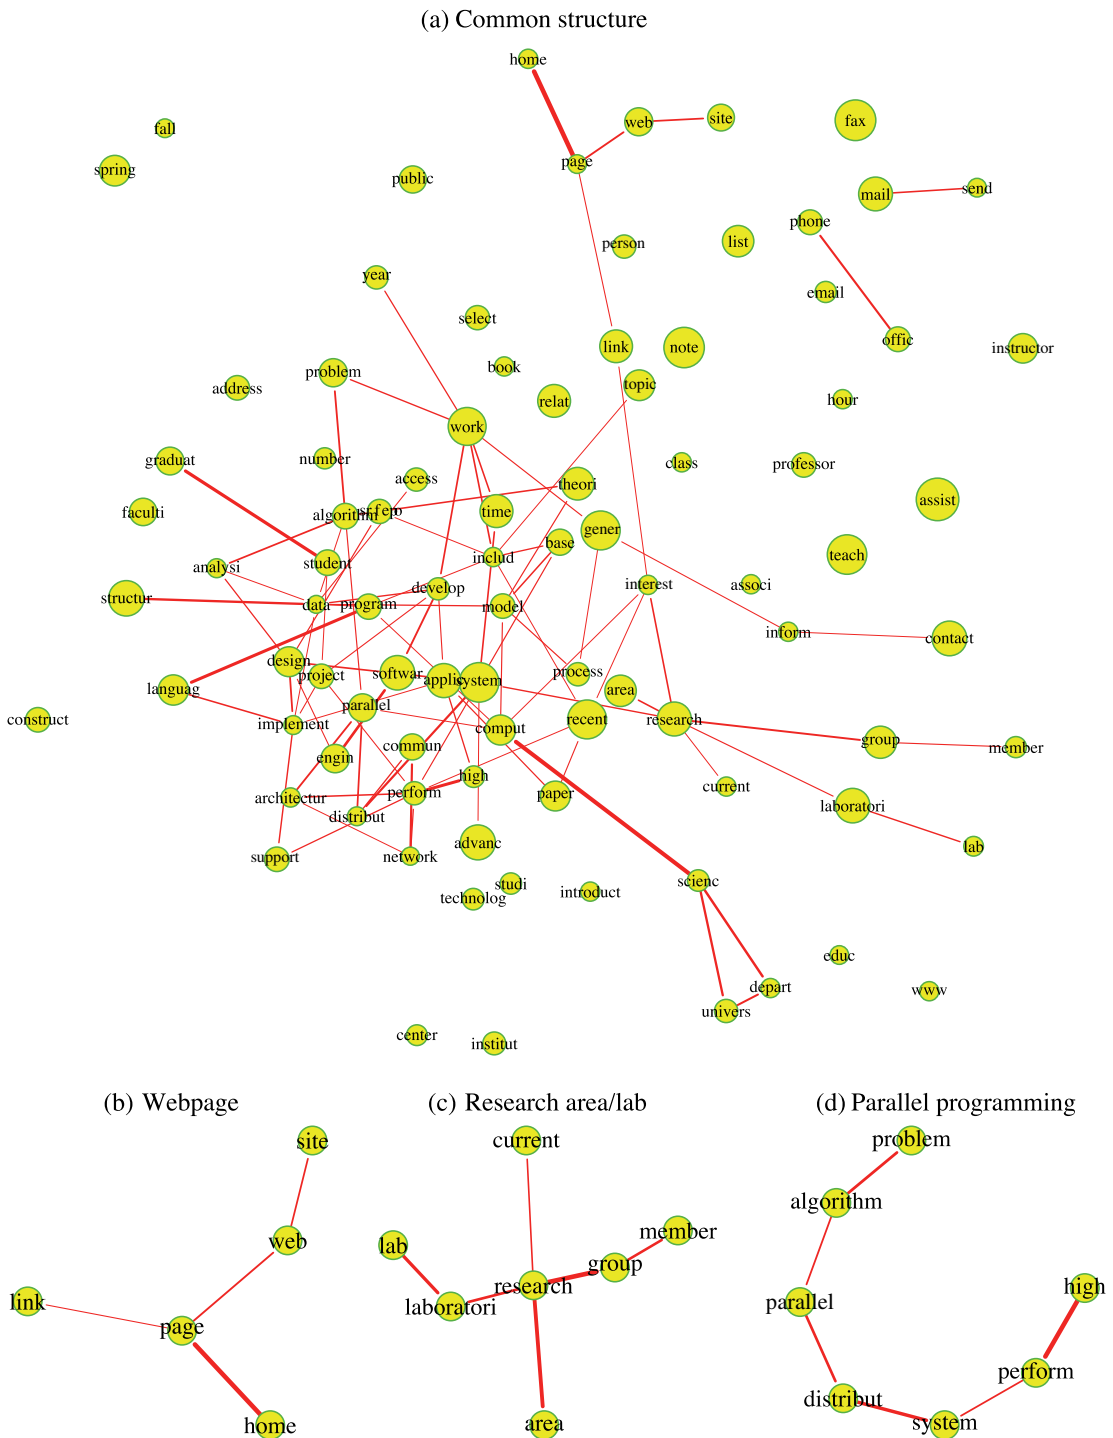 (a) Common structure
home
web
site
fax
fall
page
spring
public
mail
send
phone
person
list
year
email
select
offic
link
note
instructor
problem
book
topic
address
relat
hour
work
graduat
number
class
professor
access
theori
assist
faculti
algorithm
time
gener
base
teach
includ
analysi
student
develop
interest
associ
structur
data
program
model
inform
contact
design
project
softwar
applic
system
process
languag
area
construct
implement
parallel
comput
recent
research
engin
commun
group
member
high
current
architectur
distribut
perform
paper
laboratori
support
network
advanc
lab
scienc
technolog
studi
introduct
educ
depart
www
univers
center
institut
(b) Webpage
(c) Research area/lab
(d) Parallel programming
site
web
link
page
home
current
member
lab
group
research
laboratori
area
problem
algorithm
parallel
high
perform
distribut
system